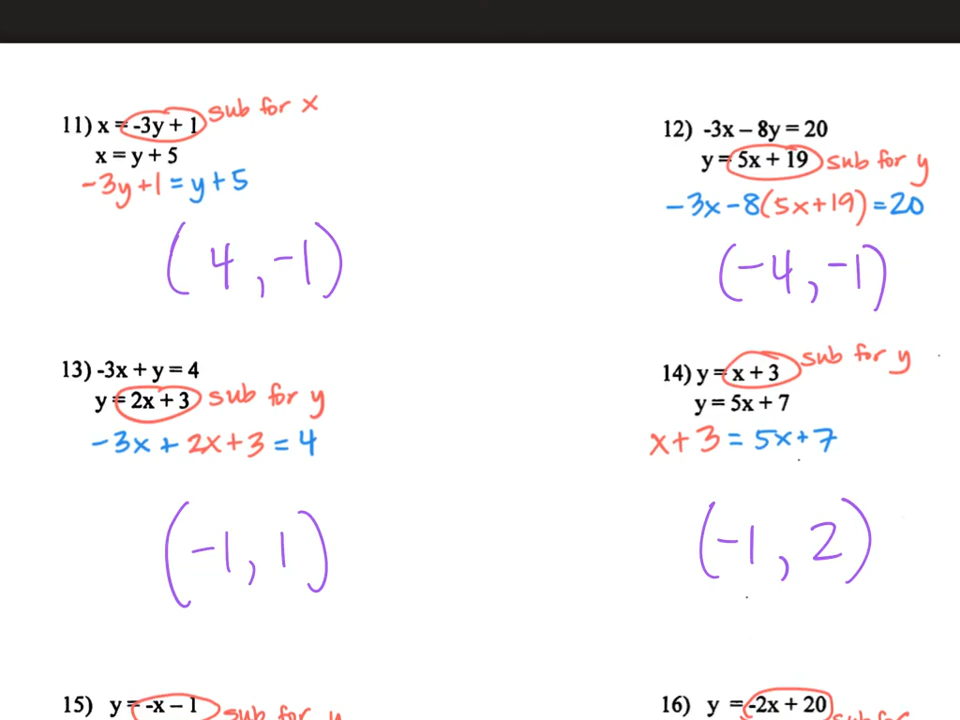 11) x = -3y + 1 sub for x
x = y + 5
-3y+1 = y+5
(4, -1)
12) -3x – 8y = 20
y = 5x + 19 sub for y
-3x-8(5x+19)=20
(-4, -1)
13) -3x + y = 4
y = 2x + 3 sub for y
-3x + 2x+3 = 4
(-1, 1)
14) y = x + 3 sub for y
y = 5x + 7
x+3 = 5x+7
(-1, 2)
15) y = -x – 1 sub for y
16) y = -2x + 20